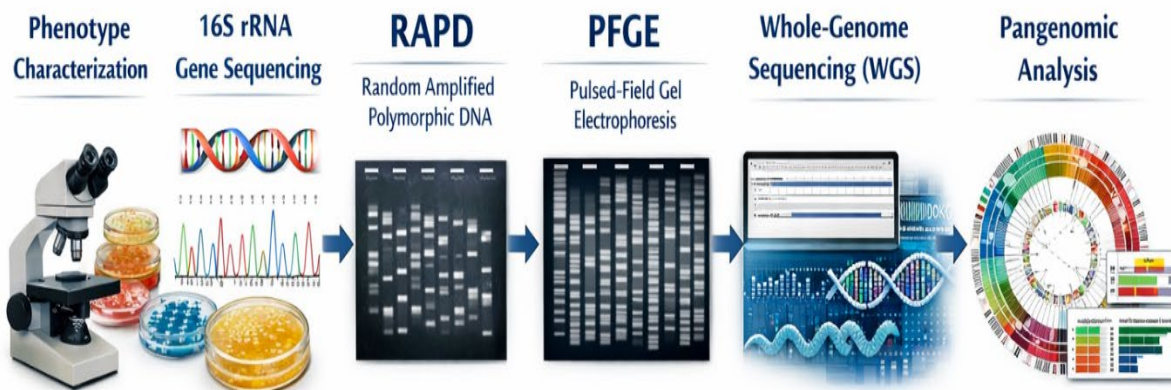 Phenotype
Characterization
16S rRNA
Gene Sequencing
RAPD
Random Amplified
Polymorphic DNA
PFGE
Pulsed-Field Gel
Electrophoresis
Whole-Genome
Sequencing (WGS)
Pangenomic
Analysis